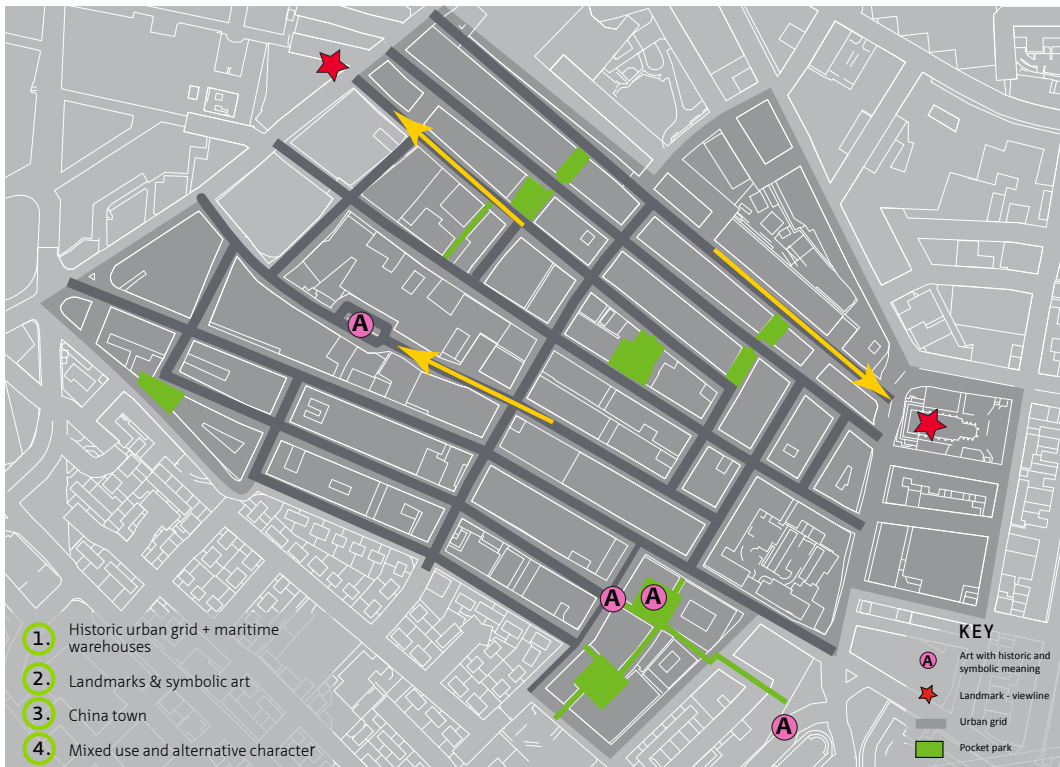 A
A
A
A
1. Historic urban grid + maritime
warehouses
2. Landmarks & symbolic art
3. China town
4. Mixed use and alternative character
KEY
A Art with historic and
symbolic meaning
Landmark - viewline
Urban grid
Pocket park